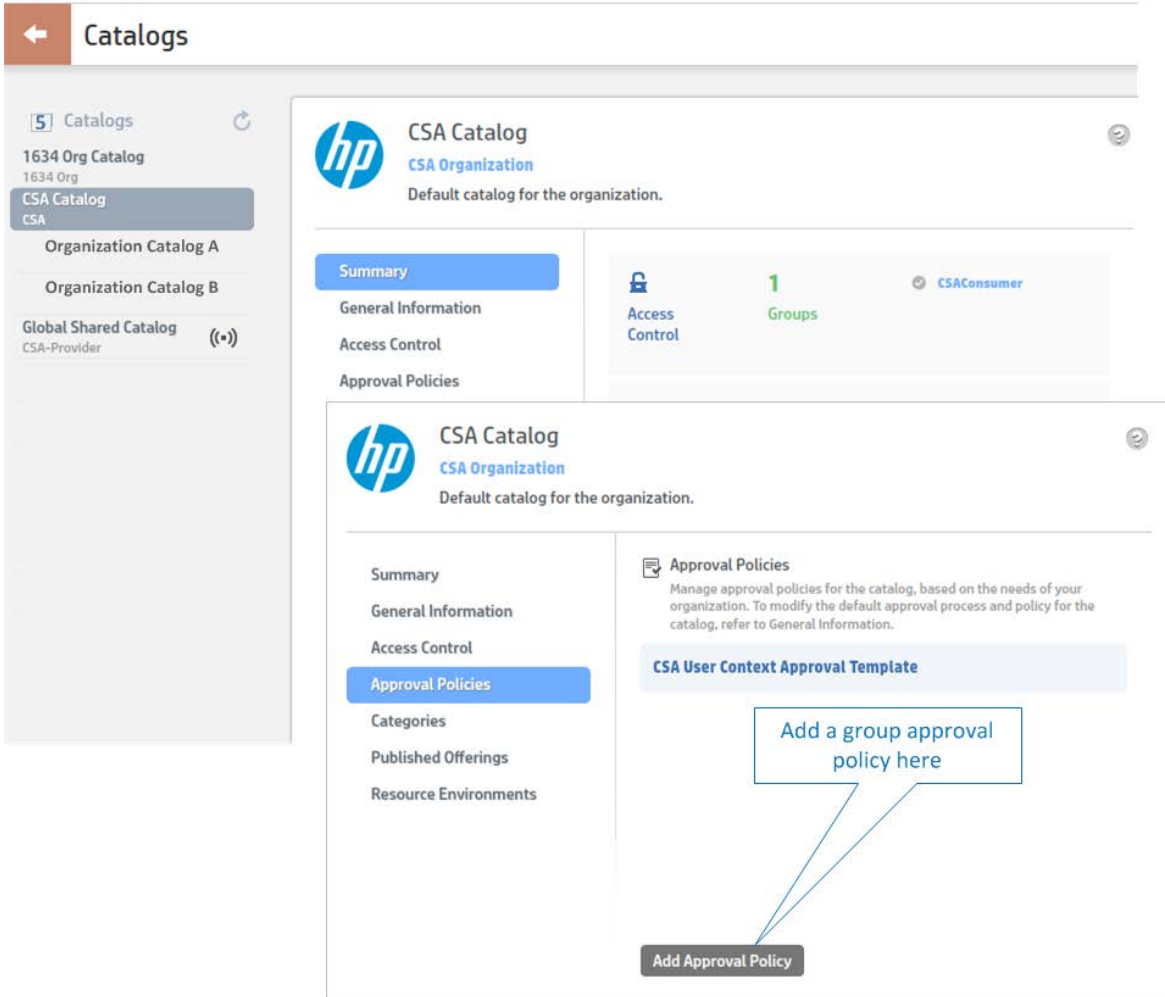 Catalogs
5 Catalogs
1634 Org Catalog
1634 Org
CSA Catalog
CSA
Organization Catalog A
Organization Catalog B
Global Shared Catalog
CSA-Provider
hp
CSA Catalog
CSA Organization
Default catalog for the organization.
?
Summary
General Information
Access Control
Approval Policies
Access
Control
1
Groups
CSAConsumer
hp
CSA Catalog
CSA Organization
Default catalog for the organization.
?
Summary
General Information
Access Control
Approval Policies
Categories
Published Offerings
Resource Environments
Approval Policies
Manage approval policies for the catalog, based on the needs of your
organization. To modify the default approval process and policy for the
catalog, refer to General Information.
CSA User Context Approval Template
Add a group approval
policy here
Add Approval Policy